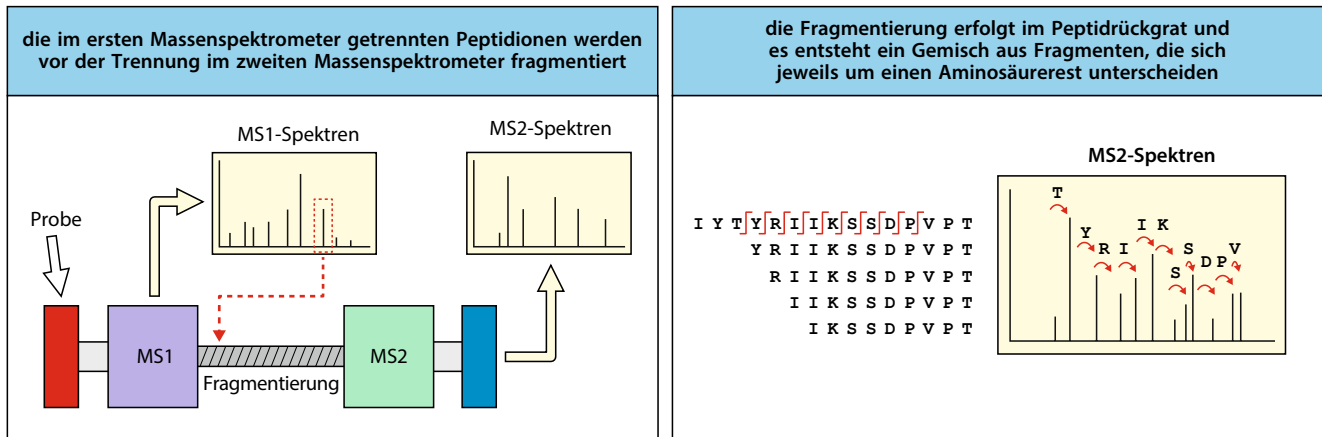 die im ersten Massenspektrometer getrennten Peptidionen werden
vor der Trennung im zweiten Massenspektrometer fragmentiert
MS1-Spektren
MS2-Spektren
Probe
MS1
Fragmentierung
MS2
die Fragmentierung erfolgt im Peptidrückgrat und
es entsteht ein Gemisch aus Fragmenten, die sich
jeweils um einen Aminosäurerest unterscheiden
I Y T Y R I I K S S D P V P T
Y R I I K S S D P V P T
R I I K S S D P V P T
I I K S S D P V P T
I K S S D P V P T
MS2-Spektren
T
Y
R I
I K
S
S
D P V